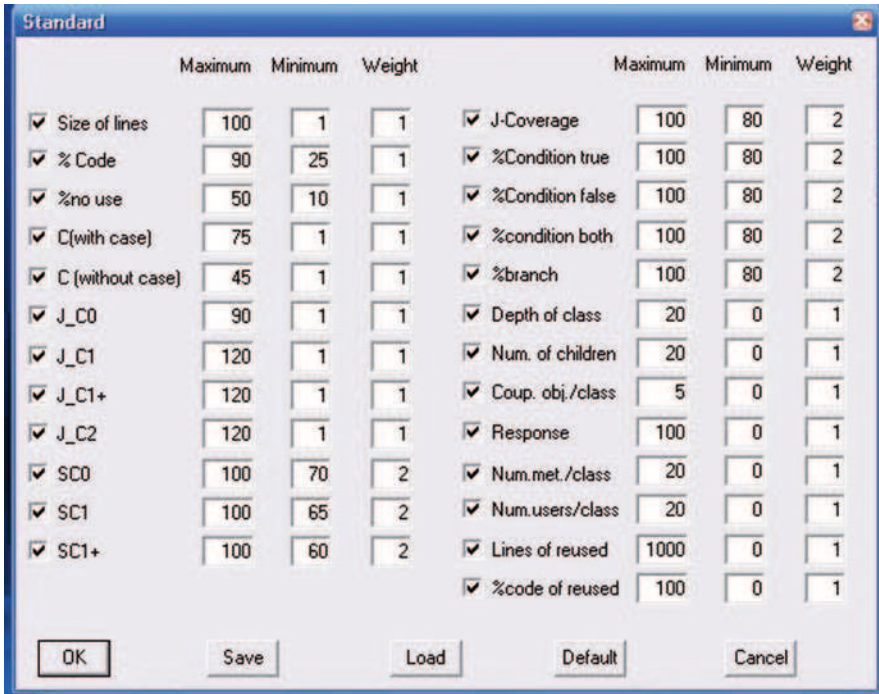 Standard
Maximum Minimum Weight
Size of lines 100 1 1
% Code 90 25 1
%no use 50 10 1
C(with case) 75 1 1
C (without case) 45 1 1
J_C0 90 1 1
J_C1 120 1 1
J_C1+ 120 1 1
J_C2 120 1 1
SC0 100 70 2
SC1 100 65 2
SC1+ 100 60 2
Maximum Minimum Weight
J-Coverage 100 80 2
%Condition true 100 80 2
%Condition false 100 80 2
%condition both 100 80 2
%branch 100 80 2
Depth of class 20 0 1
Num. of children 20 0 1
Coup. obj./class 5 0 1
Response 100 0 1
Num.met./class 20 0 1
Num.users/class 20 0 1
Lines of reused 1000 0 1
%code of reused 100 0 1
OK Save Load Default Cancel